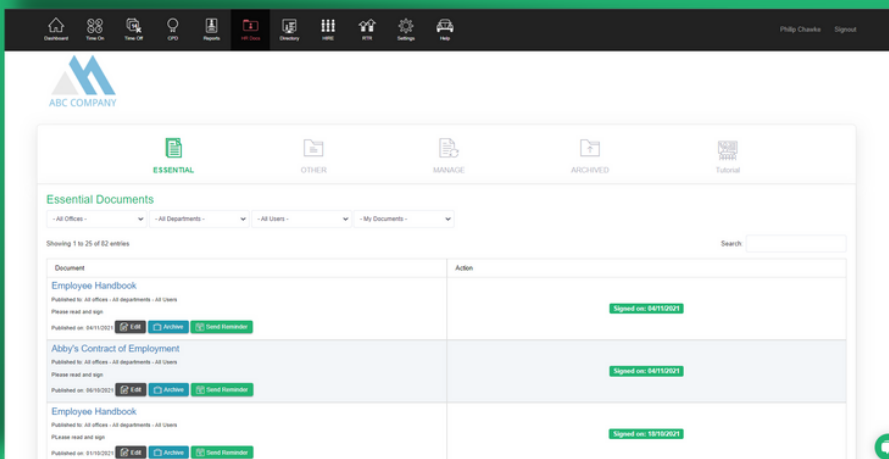 Dashboard Time On Time Off CPD Reports HR Docs Directory HIRE RTR Settings Help Philip Chawke Signout
ABC COMPANY
ESSENTIAL OTHER MANAGE ARCHIVED Tutorial
Essential Documents
- All Offices - - All Departments - - All Users - - My Documents -
Showing 1 to 25 of 82 entries Search:
Document Action
Employee Handbook
Published to: All offices - All departments - All Users
Please read and sign
Signed on: 04/11/2021
Published on: 04/11/2021 Edit Archive Send Reminder
Abby's Contract of Employment
Published to: All offices - All departments - All Users
Please read and sign
Signed on: 04/11/2021
Published on: 08/10/2021 Edit Archive Send Reminder
Employee Handbook
Published to: All offices - All departments - All Users
PLease read and sign
Signed on: 18/10/2021
Published on: 01/10/2021 Edit Archive Send Reminder